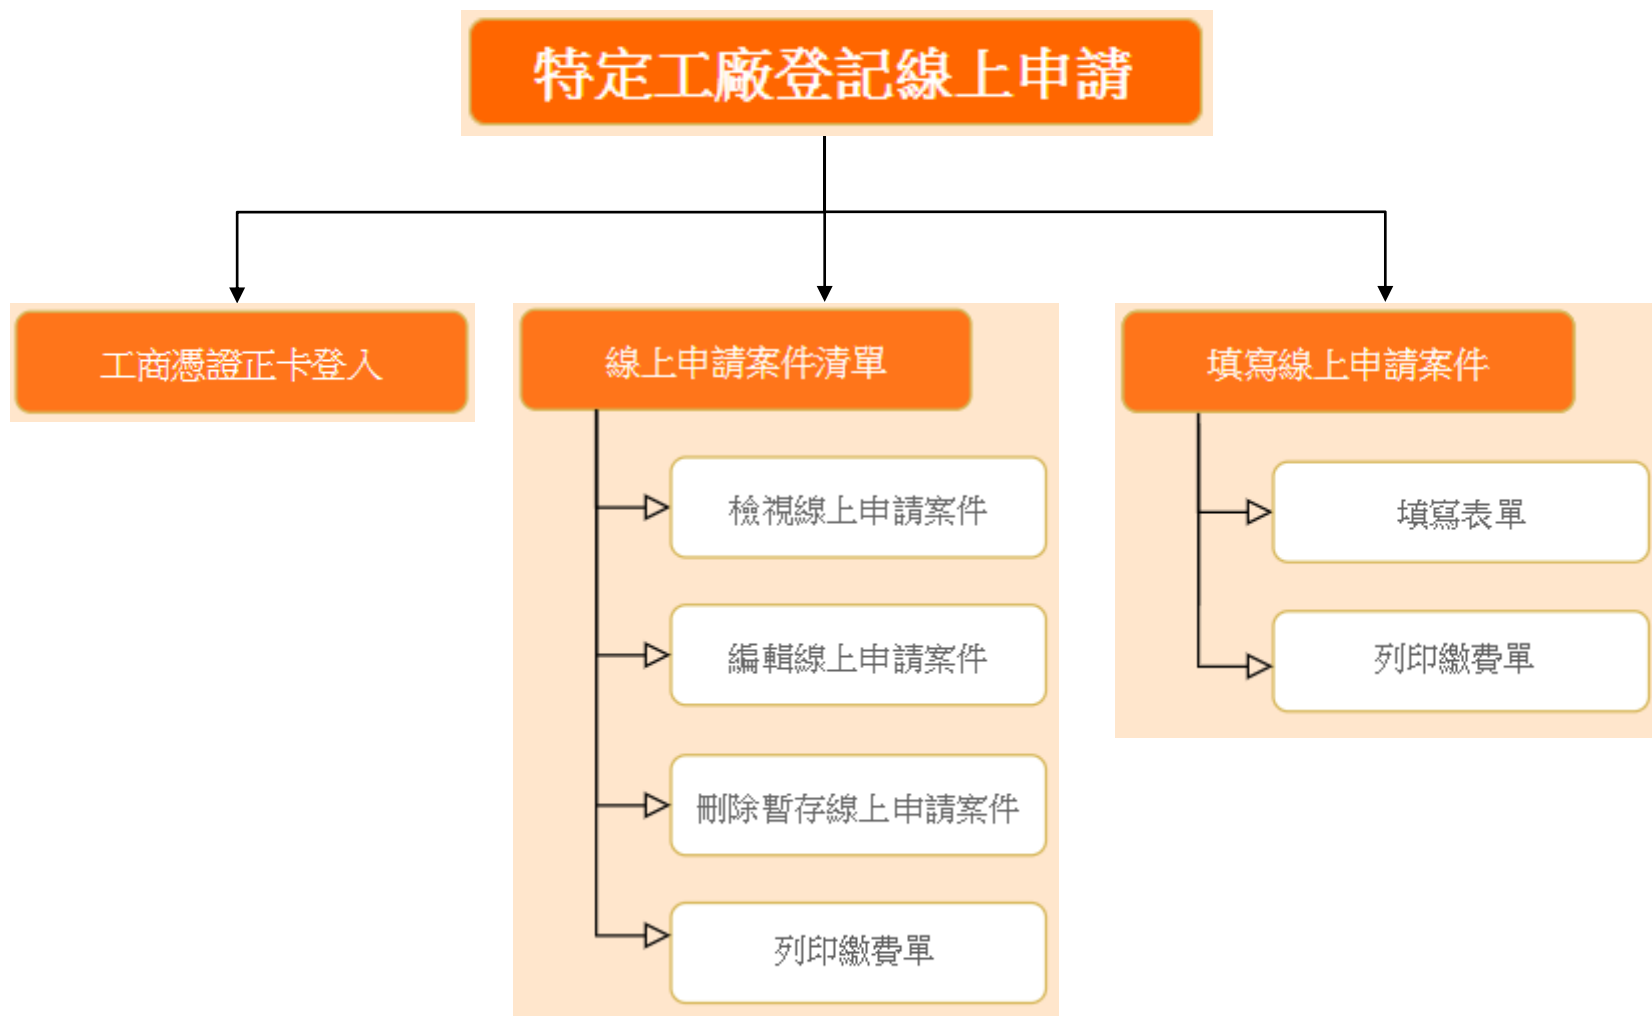 特定工廠登記線上申請
工商憑證正卡登入
線上申請案件清單
檢視線上申請案件
編輯線上申請案件
刪除暫存線上申請案件
列印繳費單
填寫線上申請案件
填寫表單
列印繳費單